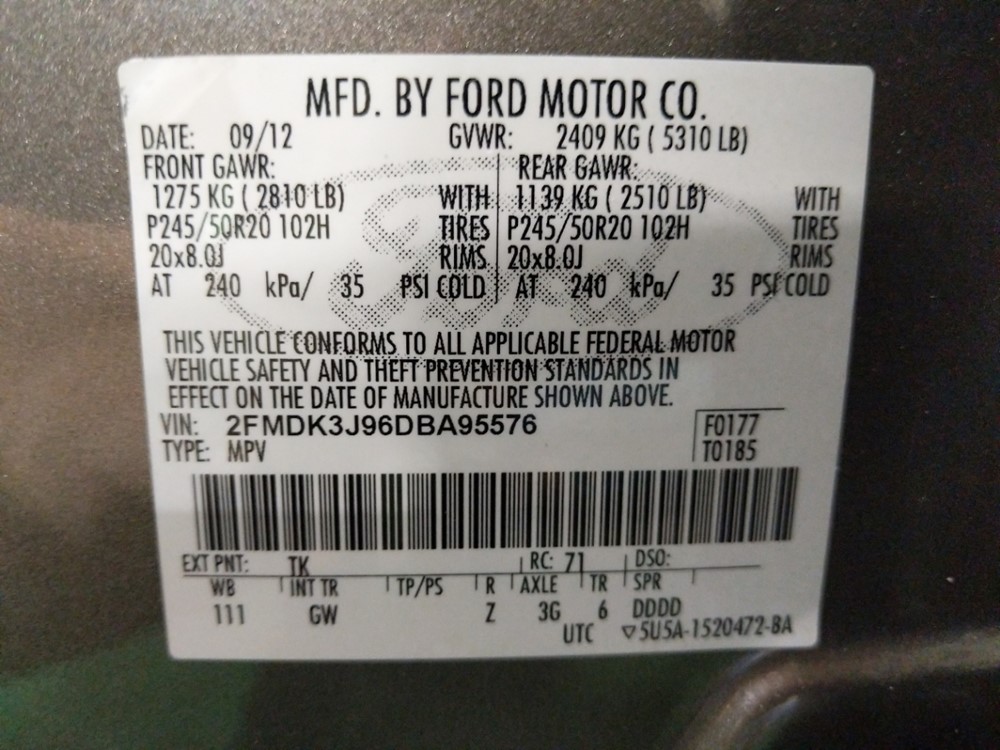 MFD. BY FORD MOTOR CO.
DATE: 09/12 GVWR: 2409 KG ( 5310 LB)
FRONT GAWR: REAR GAWR:
1275 KG ( 2810 LB) WITH 1139 KG ( 2510 LB) WITH
P245/50R20 102H TIRES P245/50R20 102H TIRES
20x8.0J RIMS 20x8.0J RIMS
AT 240 kPa/ 35 PSI COLD AT 240 kPa/ 35 PSI COLD
THIS VEHICLE CONFORMS TO ALL APPLICABLE FEDERAL MOTOR
VEHICLE SAFETY AND THEFT PREVENTION STANDARDS IN
EFFECT ON THE DATE OF MANUFACTURE SHOWN ABOVE.
VIN: 2FMDK3J96DBA95576 F0177
TYPE: MPV T0185
EXT PNT: TK RC: 71 DSO:
WB INT TR TP/PS R AXLE TR SPR
111 GW Z 3G 6 DDDD
UTC ▽5U5A-1520472-BA
Ford